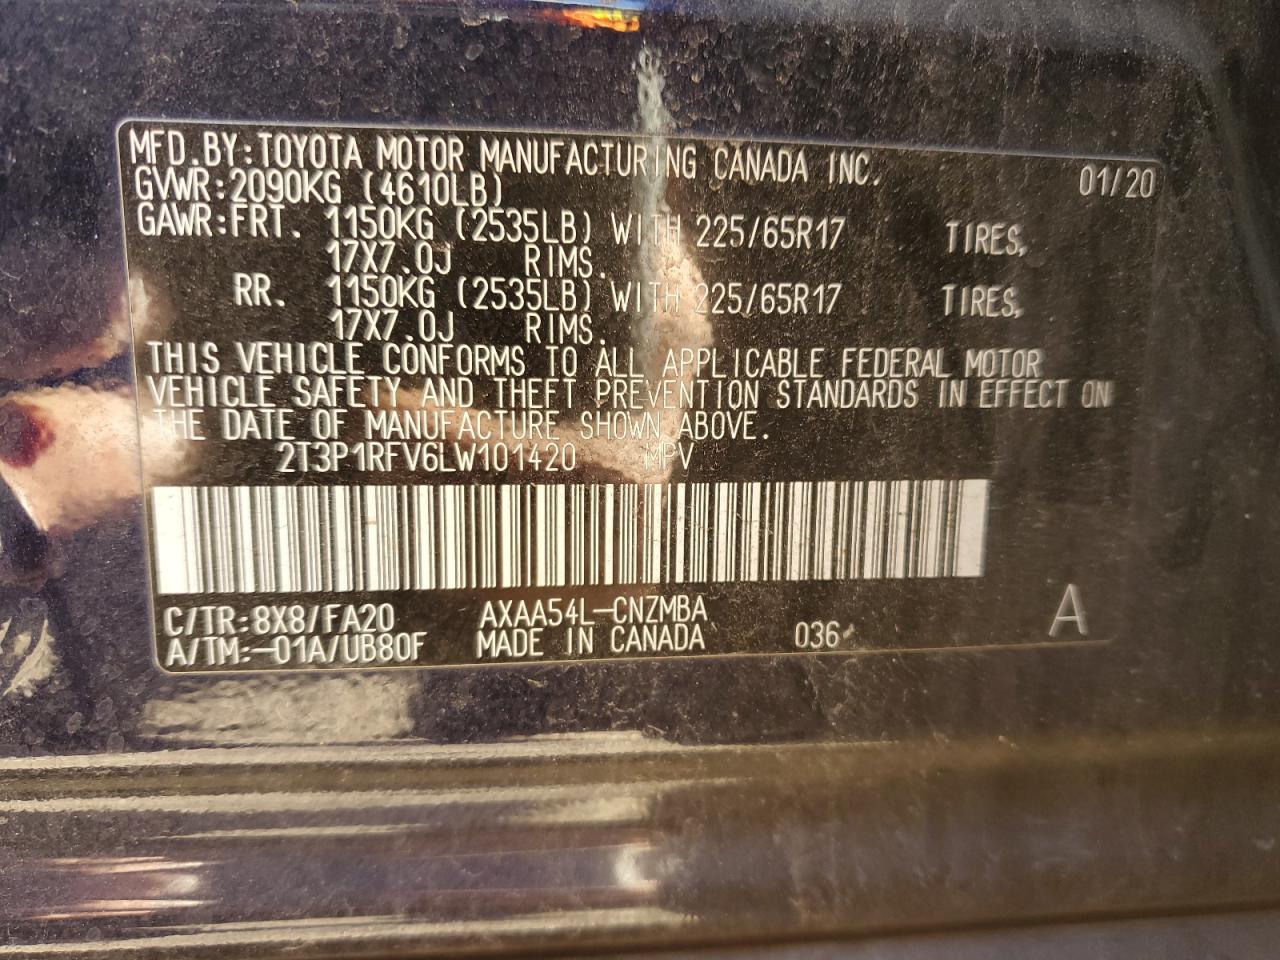 MFD.BY:TOYOTA MOTOR MANUFACTURING CANADA INC. 01/20
GVWR:2090KG (4610LB)
GAWR:FRT. 1150KG (2535LB) WITH 225/65R17 TIRES,
17X7.0J RIMS.
RR. 1150KG (2535LB) WITH 225/65R17 TIRES,
17X7.0J RIMS.
THIS VEHICLE CONFORMS TO ALL APPLICABLE FEDERAL MOTOR
VEHICLE SAFETY AND THEFT PREVENTION STANDARDS IN EFFECT ON
THE DATE OF MANUFACTURE SHOWN ABOVE.
2T3P1RFV6LW101420 MPV
C/TR:8X8/FA20 AXAA54L-CNZMBA
A/TM:-01A/UB80F MADE IN CANADA 036 A